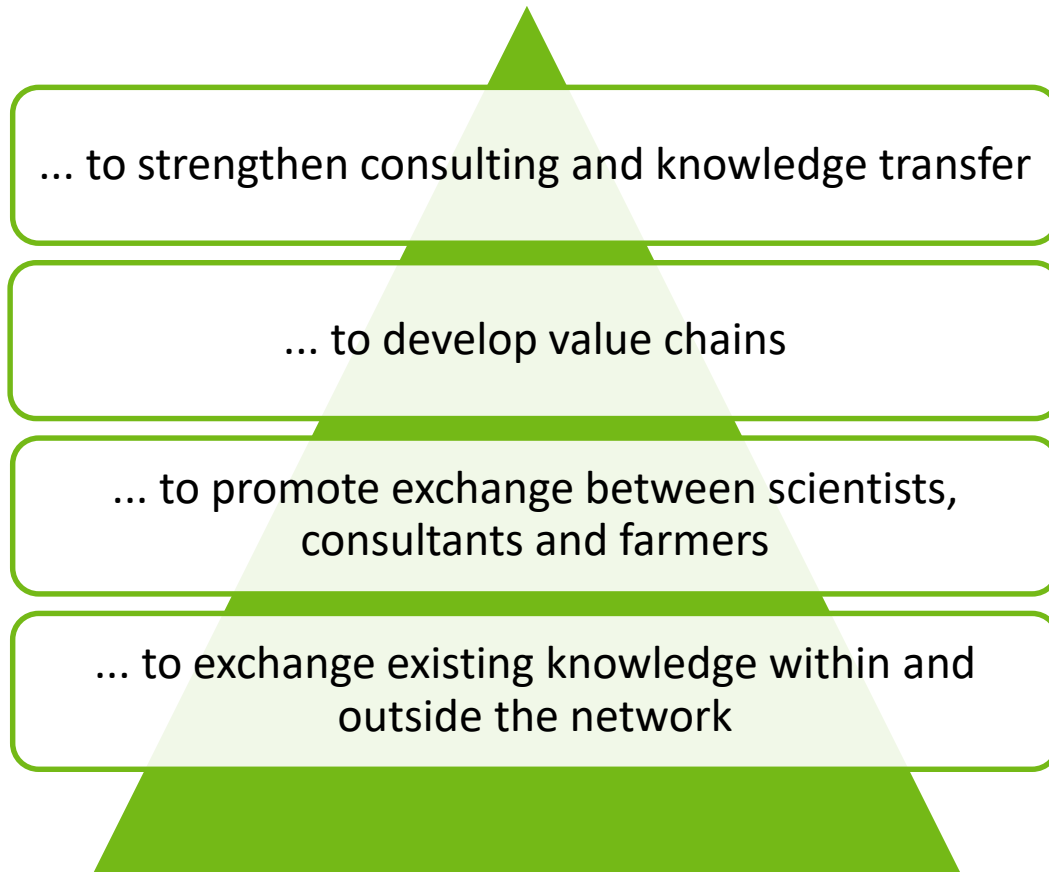 ... to strengthen consulting and knowledge transfer
... to develop value chains
... to promote exchange between scientists,
consultants and farmers
... to exchange existing knowledge within and
outside the network